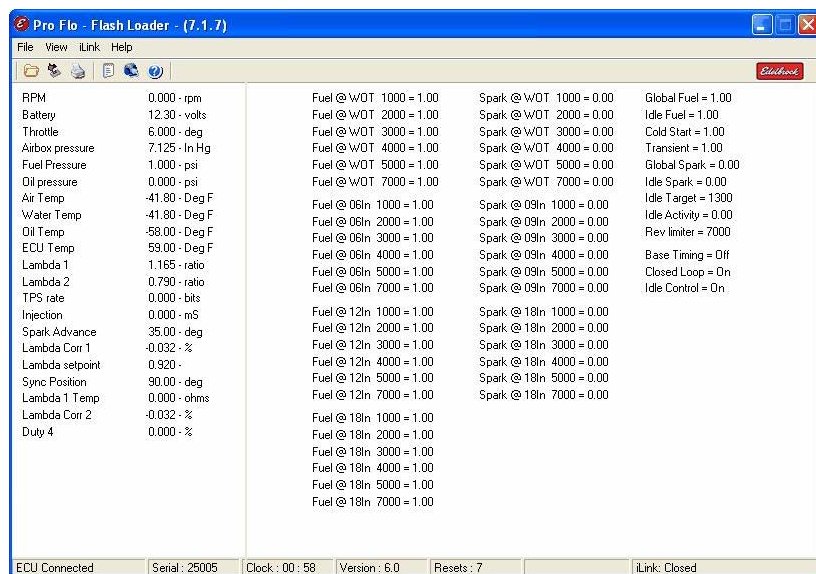 Pro Flo - Flash Loader - (7.1.7)
File View iLink Help
Edelbrock
RPM 0.000 - rpm
Battery 12.30 - volts
Throttle 6.000 - deg
Airbox pressure 7.125 - In Hg
Fuel Pressure 1.000 - psi
Oil pressure 0.000 - psi
Air Temp -41.80 - Deg F
Water Temp -41.80 - Deg F
Oil Temp -58.00 - Deg F
ECU Temp 59.00 - Deg F
Lambda 1 1.165 - ratio
Lambda 2 0.790 - ratio
TPS rate 0.000 - bits
Injection 0.000 - mS
Spark Advance 35.00 - deg
Lambda Corr 1 -0.032 - %
Lambda setpoint 0.920 -
Sync Position 90.00 - deg
Lambda 1 Temp 0.000 - ohms
Lambda Corr 2 -0.032 - %
Duty 4 0.000 - %
Fuel @ WOT 1000 = 1.00
Fuel @ WOT 2000 = 1.00
Fuel @ WOT 3000 = 1.00
Fuel @ WOT 4000 = 1.00
Fuel @ WOT 5000 = 1.00
Fuel @ WOT 7000 = 1.00
Fuel @ 06In 1000 = 1.00
Fuel @ 06In 2000 = 1.00
Fuel @ 06In 3000 = 1.00
Fuel @ 06In 4000 = 1.00
Fuel @ 06In 5000 = 1.00
Fuel @ 06In 7000 = 1.00
Fuel @ 12In 1000 = 1.00
Fuel @ 12In 2000 = 1.00
Fuel @ 12In 3000 = 1.00
Fuel @ 12In 4000 = 1.00
Fuel @ 12In 5000 = 1.00
Fuel @ 12In 7000 = 1.00
Fuel @ 18In 1000 = 1.00
Fuel @ 18In 2000 = 1.00
Fuel @ 18In 3000 = 1.00
Fuel @ 18In 4000 = 1.00
Fuel @ 18In 5000 = 1.00
Fuel @ 18In 7000 = 1.00
Spark @ WOT 1000 = 0.00
Spark @ WOT 2000 = 0.00
Spark @ WOT 3000 = 0.00
Spark @ WOT 4000 = 0.00
Spark @ WOT 5000 = 0.00
Spark @ WOT 7000 = 0.00
Spark @ 09In 1000 = 0.00
Spark @ 09In 2000 = 0.00
Spark @ 09In 3000 = 0.00
Spark @ 09In 4000 = 0.00
Spark @ 09In 5000 = 0.00
Spark @ 09In 7000 = 0.00
Spark @ 18In 1000 = 0.00
Spark @ 18In 2000 = 0.00
Spark @ 18In 3000 = 0.00
Spark @ 18In 4000 = 0.00
Spark @ 18In 5000 = 0.00
Spark @ 18In 7000 = 0.00
Global Fuel = 1.00
Idle Fuel = 1.00
Cold Start = 1.00
Transient = 1.00
Global Spark = 0.00
Idle Spark = 0.00
Idle Target = 1300
Idle Activity = 0.00
Rev limiter = 7000
Base Timing = Off
Closed Loop = On
Idle Control = On
ECU Connected Serial : 25005 Clock : 00 : 58 Version : 6.0 Resets : 7 iLink: Closed